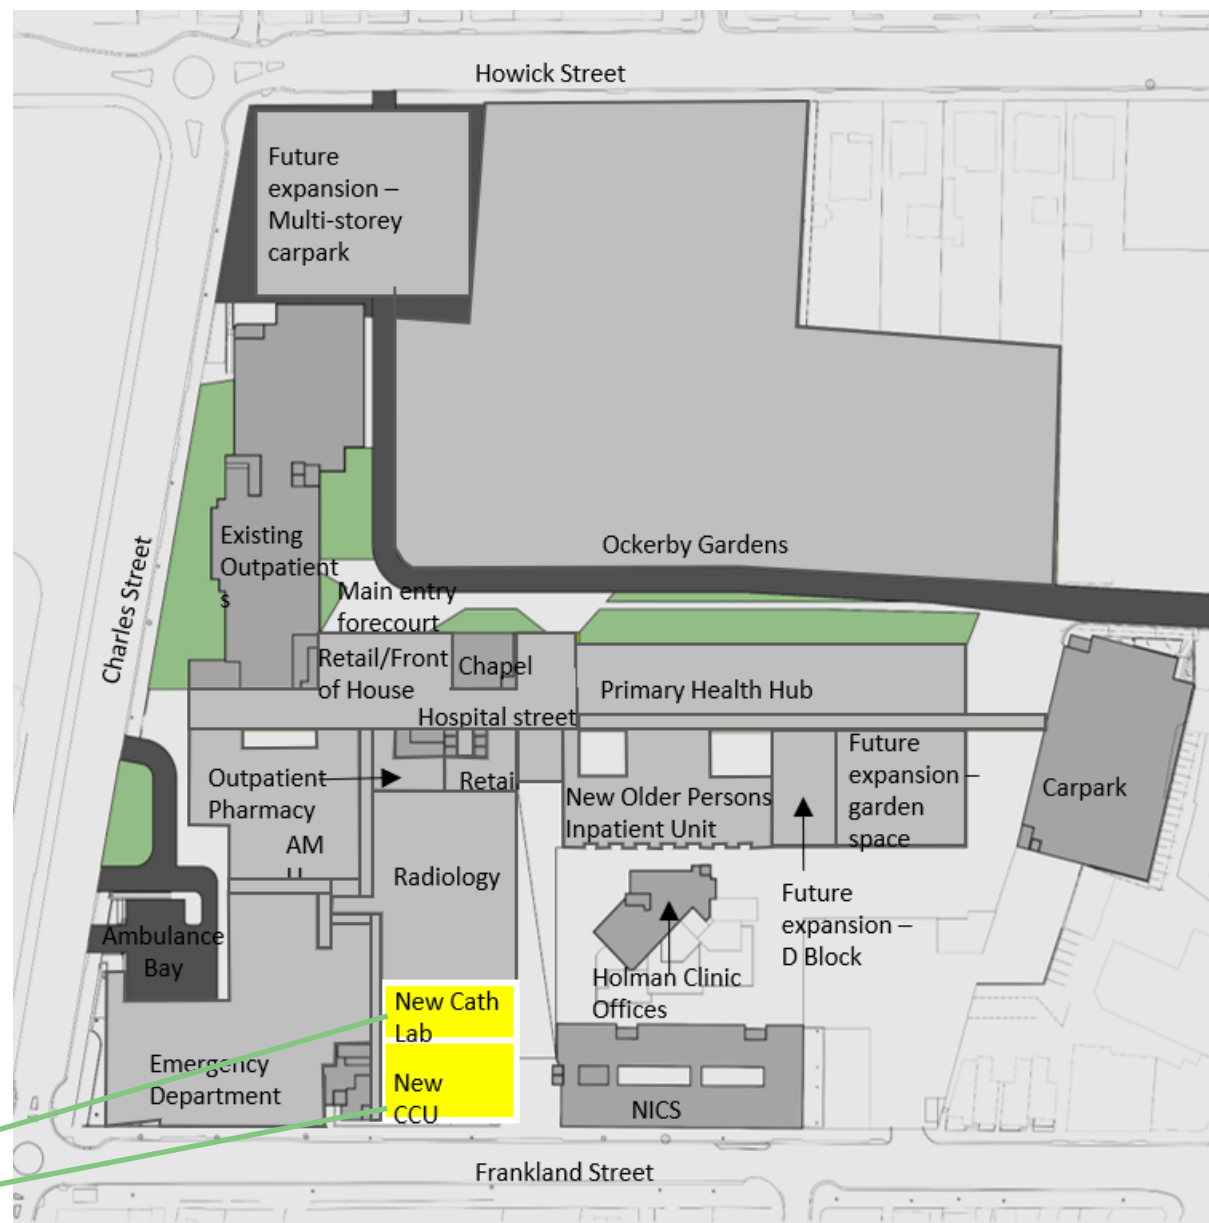 Howick Street
Future
expansion –
Multi-storey
carpark
Charles Street
Existing
Outpatient
s
Ockerby Gardens
Main entry
forecourt
Retail/Front
of House
Chapel
Primary Health Hub
Hospital street
Outpatient
Pharmacy
Retai
New Older Persons
Inpatient Unit
Future
expansion –
garden
space
Carpark
AM
Radiology
Future
expansion –
D Block
Ambulance
Bay
Holman Clinic
Offices
New Cath
Lab
Emergency
Department
New
CCU
NICS
Frankland Street